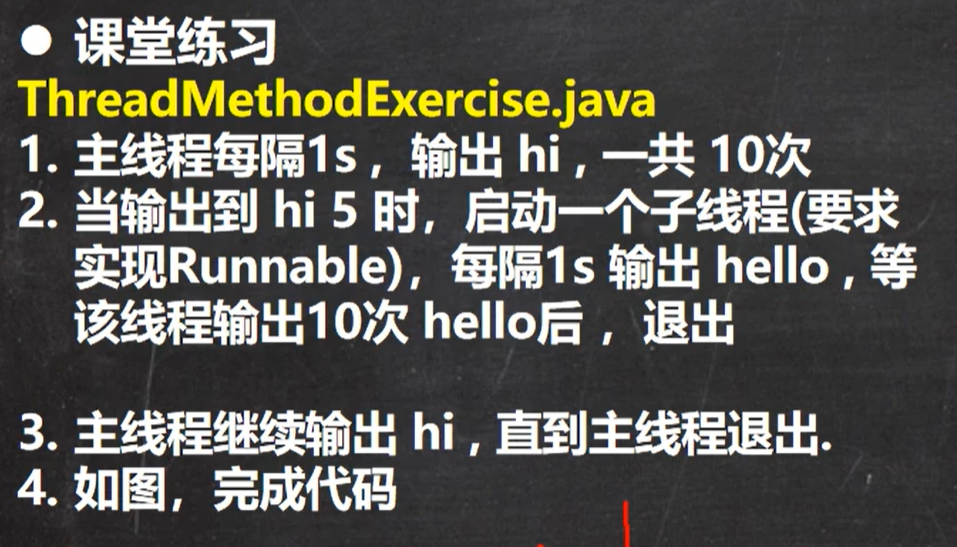 ● 课堂练习
ThreadMethodExercise.java
1. 主线程每隔1s，输出 hi，一共 10次
2. 当输出到 hi 5 时，启动一个子线程(要求
实现Runnable)，每隔1s 输出 hello，等
该线程输出10次 hello后，退出
3. 主线程继续输出 hi，直到主线程退出.
4. 如图，完成代码